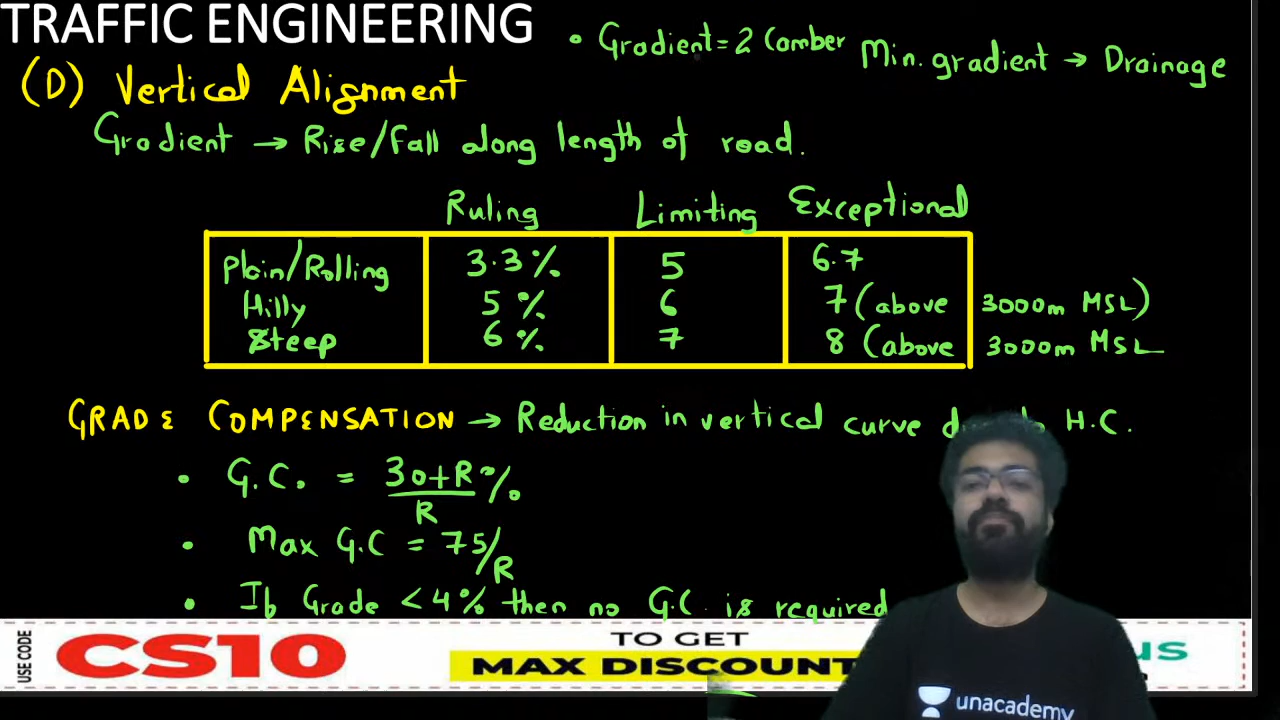 TRAFFIC ENGINEERING
• Gradient = 2 Camber Min. gradient → Drainage
(D) Vertical Alignment
Gradient → Rise/Fall along length of road.
Ruling Limiting Exceptional
Plain/Rolling 3.3% 5 6.7
Hilly 5 % 6 7 (above 3000m MSL)
Steep 6 % 7 8 (above 3000m MSL
GRADE COMPENSATION → Reduction in vertical curve H.C.
• G.C. = 30+R/R %
• Max G.C = 75/R
• If Grade < 4% then no G.C. is required
USE CODE
CS10
TO GET
MAX DISCOUNT
us
unacademy